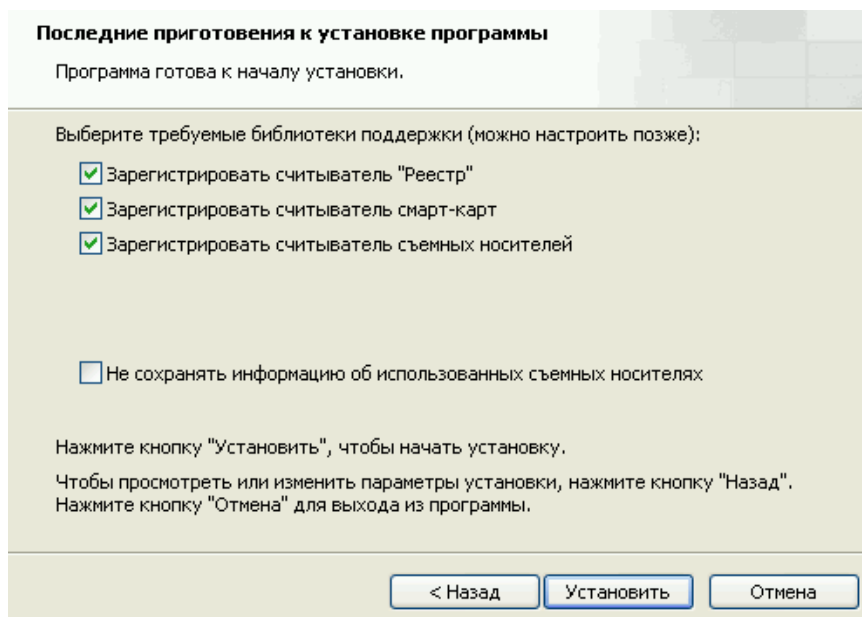 Последние приготовения к установке программы
Программа готова к началу установки.
Выберите требуемые библиотеки поддержки (можно настроить позже):
Зарегистрировать считыватель "Реестр"
Зарегистрировать считыватель смарт-карт
Зарегистрировать считыватель съемных носителей
Не сохранять информацию об использованных съемных носителях
Нажмите кнопку "Установить", чтобы начать установку.
Чтобы просмотреть или изменить параметры установки, нажмите кнопку "Назад".
Нажмите кнопку "Отмена" для выхода из программы.
< Назад Установить Отмена